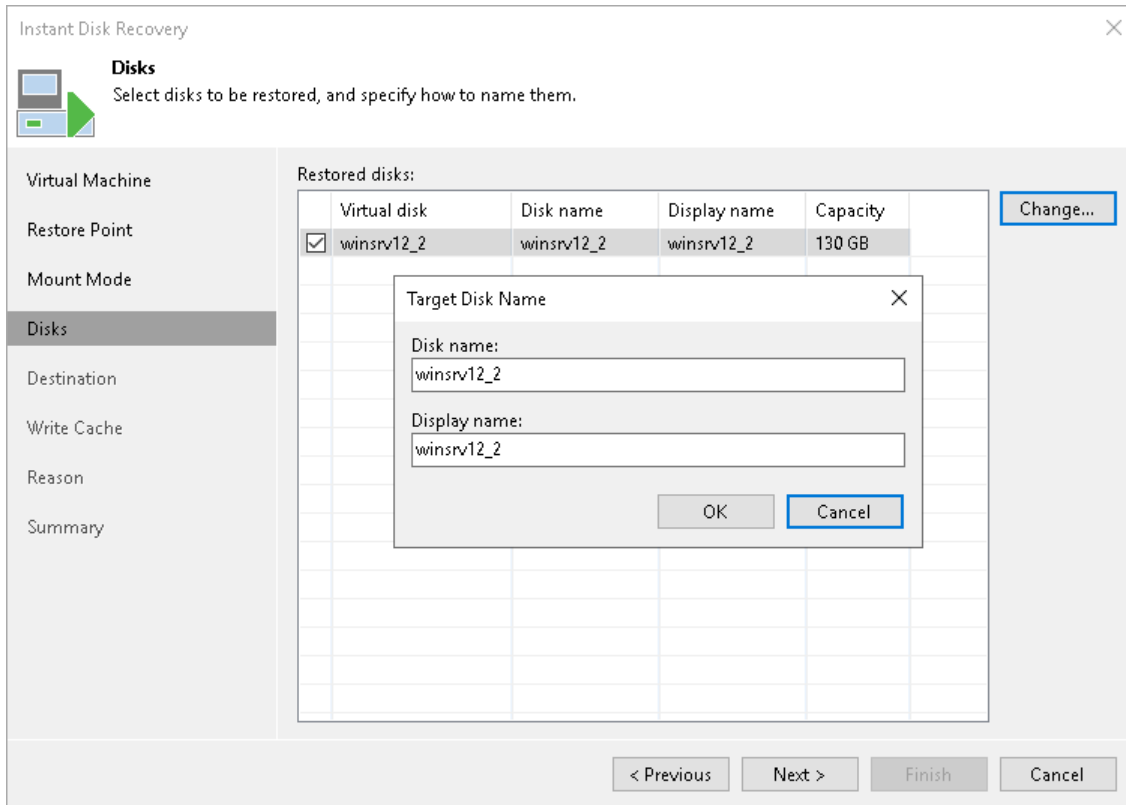 Instant Disk Recovery
Disks
Select disks to be restored, and specify how to name them.
Virtual Machine
Restore Point
Mount Mode
Disks
Destination
Write Cache
Reason
Summary
Restored disks:
Virtual disk Disk name Display name Capacity
winsrv12_2 winsrv12_2 winsrv12_2 130 GB
Change...
Target Disk Name
Disk name:
winsrv12_2
Display name:
winsrv12_2
OK Cancel
< Previous Next > Finish Cancel